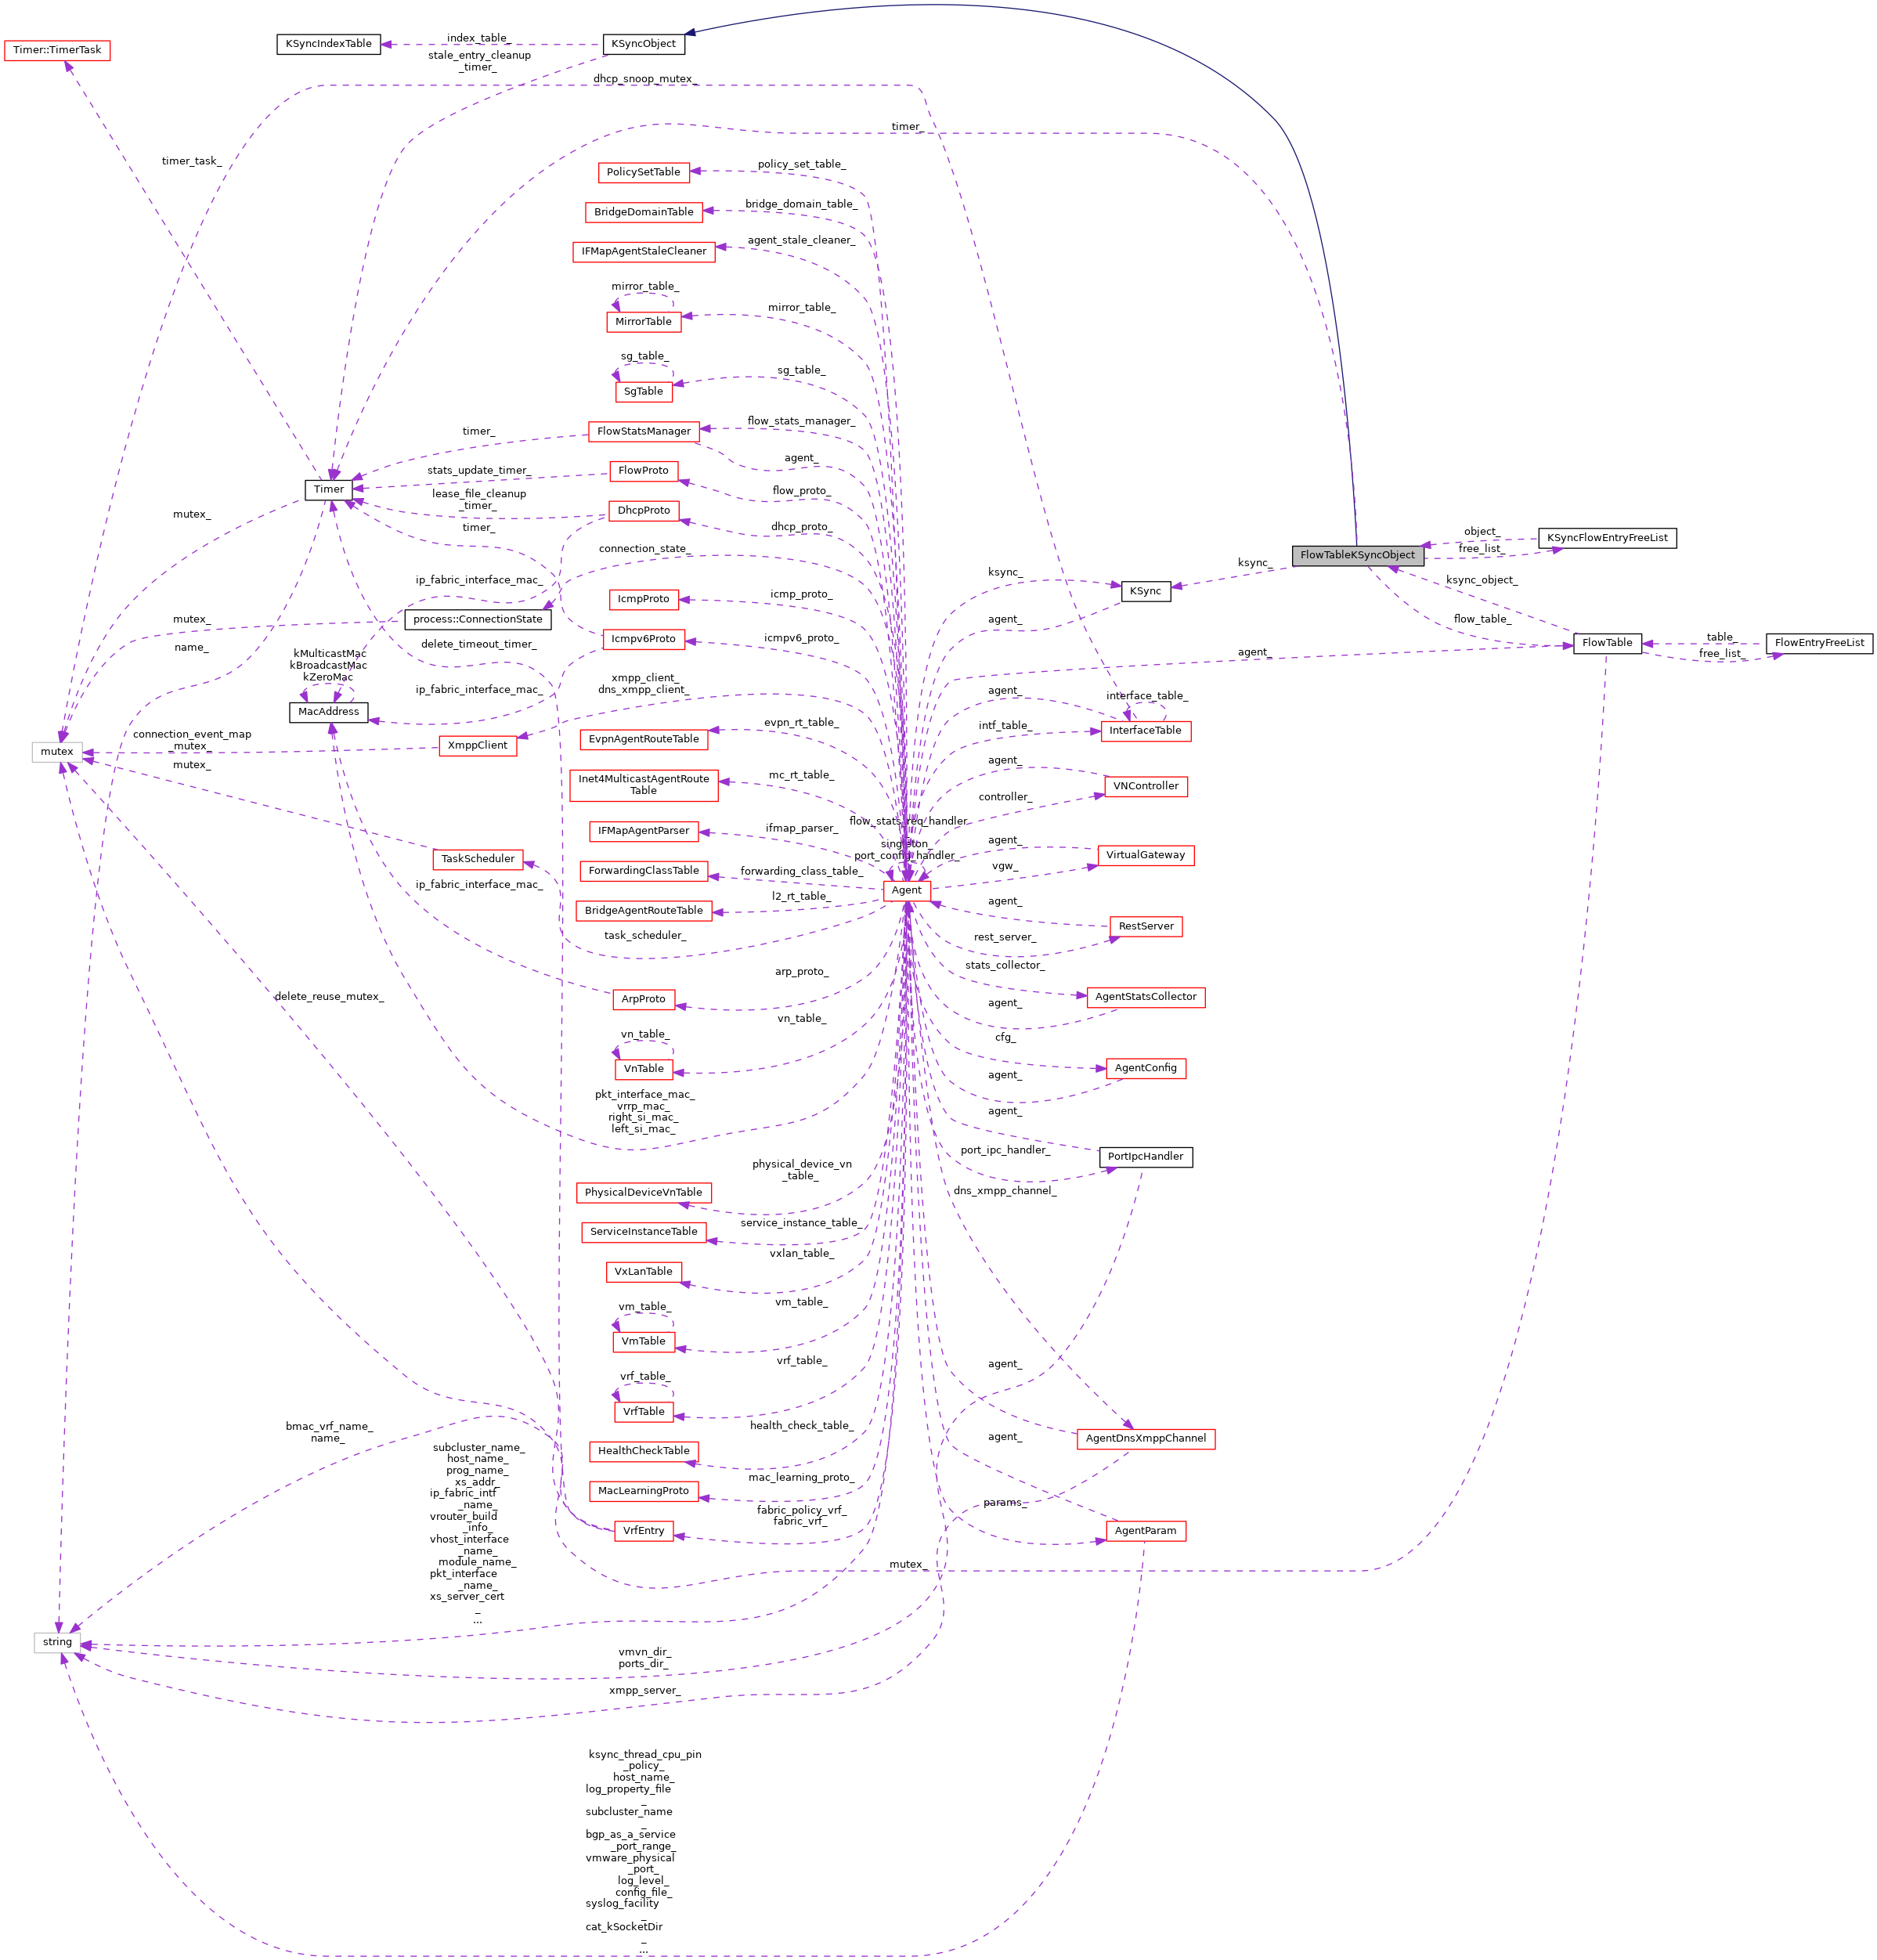 KSyncIndexTable
index_table_
KSyncObject
Timer::TimerTask
stale_entry_cleanup
_timer_
dhcp_snoop_mutex_
timer_
timer_task_
PolicySetTable
policy_set_table_
BridgeDomainTable
bridge_domain_table_
IFMapAgentStaleCleaner
agent_stale_cleaner_
mirror_table_
MirrorTable
mirror_table_
sg_table_
SgTable
sg_table_
FlowStatsManager
flow_stats_manager_
timer_
agent_
FlowProto
stats_update_timer_
flow_proto_
Timer
lease_file_cleanup
_timer_
DhcpProto
dhcp_proto_
mutex_
timer_
connection_state_
FlowTableKSyncObject
object_
free_list_
KSyncFlowEntryFreeList
ksync_
ksync_
KSync
ksync_object_
ip_fabric_interface_mac_
IcmpProto
icmp_proto_
agent_
flow_table_
mutex_
process::ConnectionState
name_
delete_timeout_timer_
Icmpv6Proto
icmpv6_proto_
agent_
FlowTable
table_
free_list_
FlowEntryFreeList
kMulticastMac
kBroadcastMac
kZeroMac
MacAddress
ip_fabric_interface_mac_
xmpp_client_
dns_xmpp_client_
agent_
interface_table_
InterfaceTable
intf_table_
connection_event_map
_mutex_
mutex
mutex_
XmppClient
EvpnAgentRouteTable
evpn_rt_table_
Inet4MulticastAgentRoute
Table
mc_rt_table_
agent_
VNController
controller_
IFMapAgentParser
ifmap_parser_
flow_stats_req_handler
_
singleton_
port_config_handler_
agent_
VirtualGateway
vgw_
TaskScheduler
ForwardingClassTable
forwarding_class_table_
Agent
ip_fabric_interface_mac_
BridgeAgentRouteTable
l2_rt_table_
agent_
RestServer
rest_server_
task_scheduler_
stats_collector_
AgentStatsCollector
agent_
delete_reuse_mutex_
ArpProto
arp_proto_
vn_table_
vn_table_
VnTable
cfg_
AgentConfig
agent_
pkt_interface_mac_
vrrp_mac_
right_si_mac_
left_si_mac_
agent_
port_ipc_handler_
PortIpcHandler
dns_xmpp_channel_
physical_device_vn
_table_
PhysicalDeviceVnTable
service_instance_table_
ServiceInstanceTable
vxlan_table_
VxLanTable
vm_table_
vm_table_
VmTable
vrf_table_
vrf_table_
VrfTable
agent_
AgentDnsXmppChannel
agent_
health_check_table_
HealthCheckTable
mac_learning_proto_
MacLearningProto
fabric_policy_vrf_
fabric_vrf_
VrfEntry
params_
AgentParam
mutex_
bmac_vrf_name_
name_
subcluster_name_
host_name_
prog_name_
xs_addr_
ip_fabric_intf
_name_
vrouter_build
_info_
vhost_interface
_name_
module_name_
pkt_interface
_name_
xs_server_cert
_
...
string
vmvn_dir_
ports_dir_
xmpp_server_
ksync_thread_cpu_pin
_policy_
host_name_
log_property_file
_
subcluster_name
_
bgp_as_a_service
_port_range_
vmware_physical
_port_
log_level_
config_file_
syslog_facility
_
cat_kSocketDir
_
...